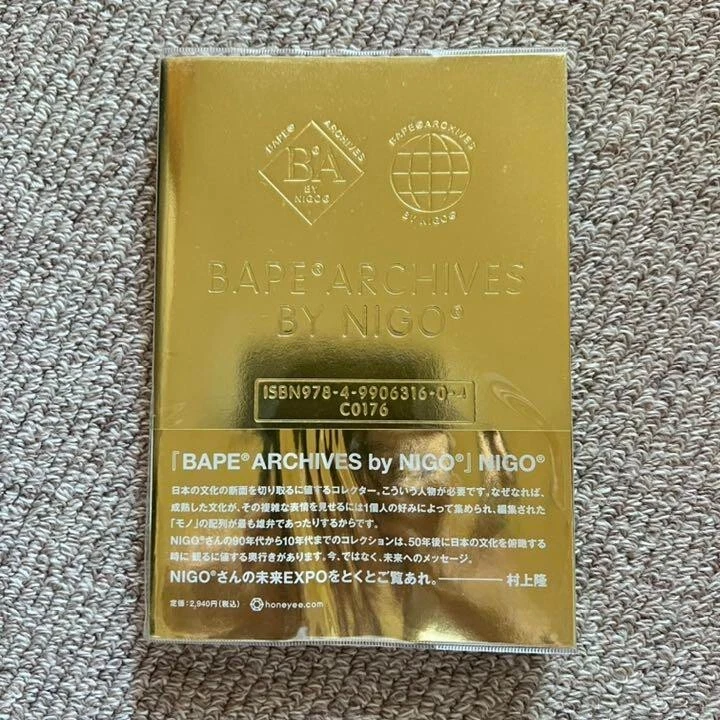 BAPE® ARCHIVES
B®A
BY
NIGO®
BAPE® ARCHIVES
BY NIGO®
BAPE® ARCHIVES
BY NIGO®
ISBN978-4-9906316-0-4
C0176
『BAPE® ARCHIVES by NIGO®』 NIGO®
日本の文化の断面を切り取るに値するコレクター。こういう人物が必要です。なぜなれば、
成熟した文化が、その複雑な表情を見せるには1個人の好みによって集められ、編集された
「モノ」の配列が最も雄弁であったりするからです。
NIGO®さんの90年代から10年代までのコレクションは、50年後に日本の文化を俯瞰する
時に観るに値する奥行きがあります。今、ではなく、未来へのメッセージ。
NIGO®さんの未来EXPOをとくとご覧あれ。――― 村上隆
定価:2,940円(税込) honeyee.com